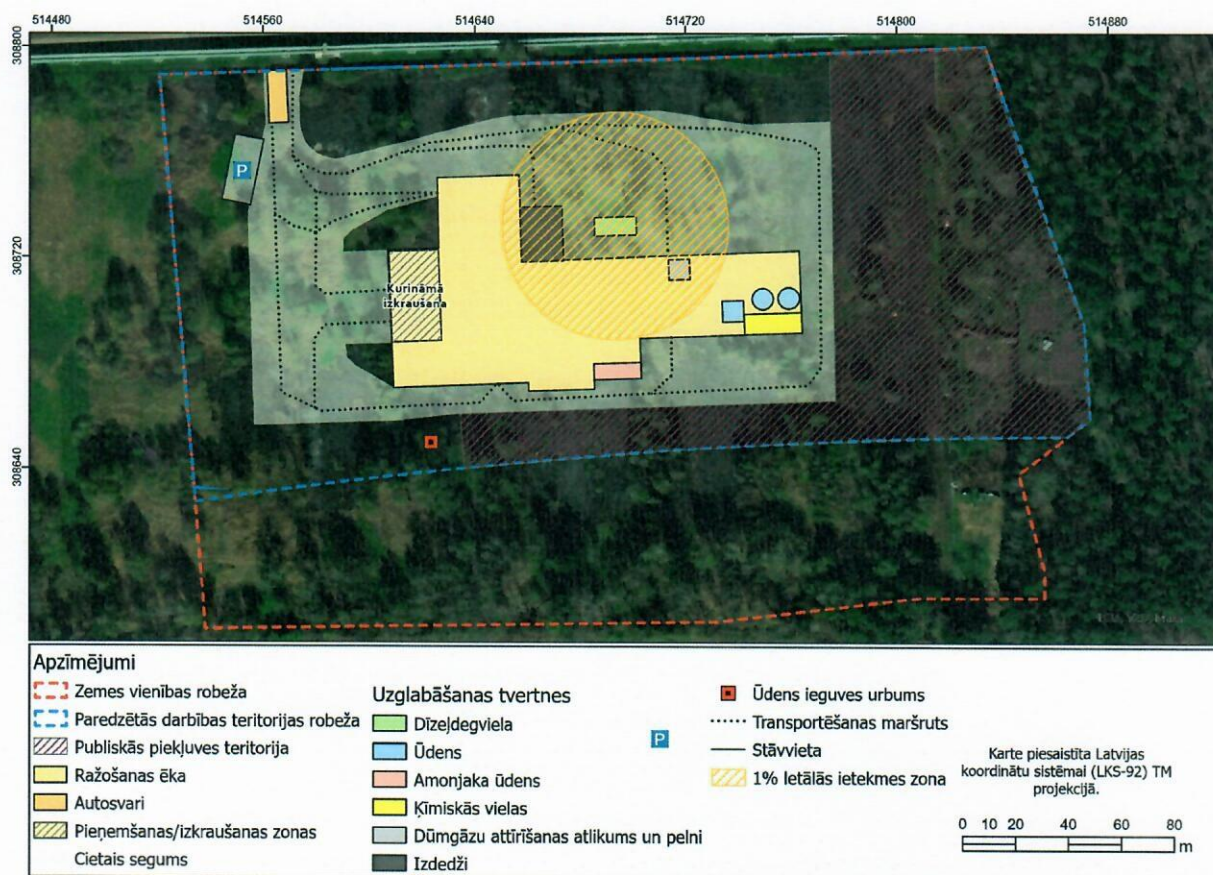 514480 514560 514640 514720 514800 514880
308800
308720
308640
P
Kurināmā
izkraušana
Apzīmējumi
Zemes vienības robeža
Paredzētās darbības teritorijas robeža
Publiskās piekļuves teritorija
Ražošanas ēka
Autosvari
Pieņemšanas/izkraušanas zonas
Cietais segums
Uzglabāšanas tvertnes
Dīzeļdegviela
Ūdens
Amonjaka ūdens
Ķīmiskās vielas
Dūmgāzu attīrīšanas atlikums un pelni
Izdedži
P
Ūdens ieguves urbums
Transportēšanas maršruts
Stāvvieta
1% letālās ietekmes zona
Karte piesaistīta Latvijas
koordinātu sistēmai (LKS-92) TM
projekcijā.
0 10 20 40 60 80
m